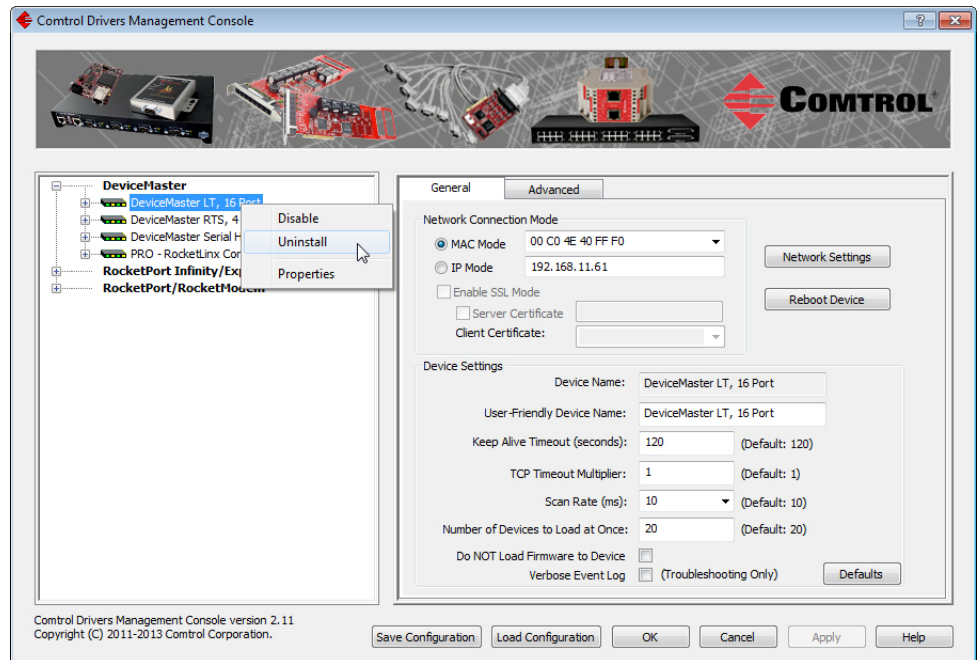 Comtrol Drivers Management Console
COMTROL
DeviceMaster
DeviceMaster LT, 16 Port
DeviceMaster RTS, 4
DeviceMaster Serial H
PRO - RocketLinx Cor
RocketPort Infinity/Ex
RocketPort/RocketModem
Disable
Uninstall
Properties
General
Advanced
Network Connection Mode
MAC Mode
00 C0 4E 40 FF F0
IP Mode
192.168.11.61
Enable SSL Mode
Server Certificate
Client Certificate:
Network Settings
Reboot Device
Device Settings
Device Name: DeviceMaster LT, 16 Port
User-Friendly Device Name: DeviceMaster LT, 16 Port
Keep Alive Timeout (seconds): 120 (Default: 120)
TCP Timeout Multiplier: 1 (Default: 1)
Scan Rate (ms): 10 (Default: 10)
Number of Devices to Load at Once: 20 (Default: 20)
Do NOT Load Firmware to Device
Verbose Event Log (Troubleshooting Only)
Defaults
Comtrol Drivers Management Console version 2.11
Copyright (C) 2011-2013 Comtrol Corporation.
Save Configuration
Load Configuration
OK
Cancel
Apply
Help